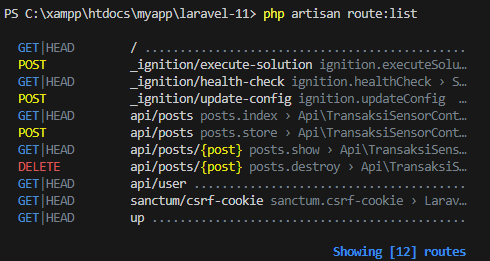 PS C:\xampp\htdocs\myapp\laravel-11> php artisan route:list
GET|HEAD / ................................................
POST _ignition/execute-solution ignition.executeSolu…
GET|HEAD _ignition/health-check ignition.healthCheck › S…
POST _ignition/update-config ignition.updateConfig …
GET|HEAD api/posts posts.index › Api\TransaksiSensorCont…
POST api/posts posts.store › Api\TransaksiSensorCont…
GET|HEAD api/posts/{post} posts.show › Api\TransaksiSens…
DELETE api/posts/{post} posts.destroy › Api\TransaksiS…
GET|HEAD api/user .........................................
GET|HEAD sanctum/csrf-cookie sanctum.csrf-cookie › Larav…
GET|HEAD up ...............................................
Showing [12] routes